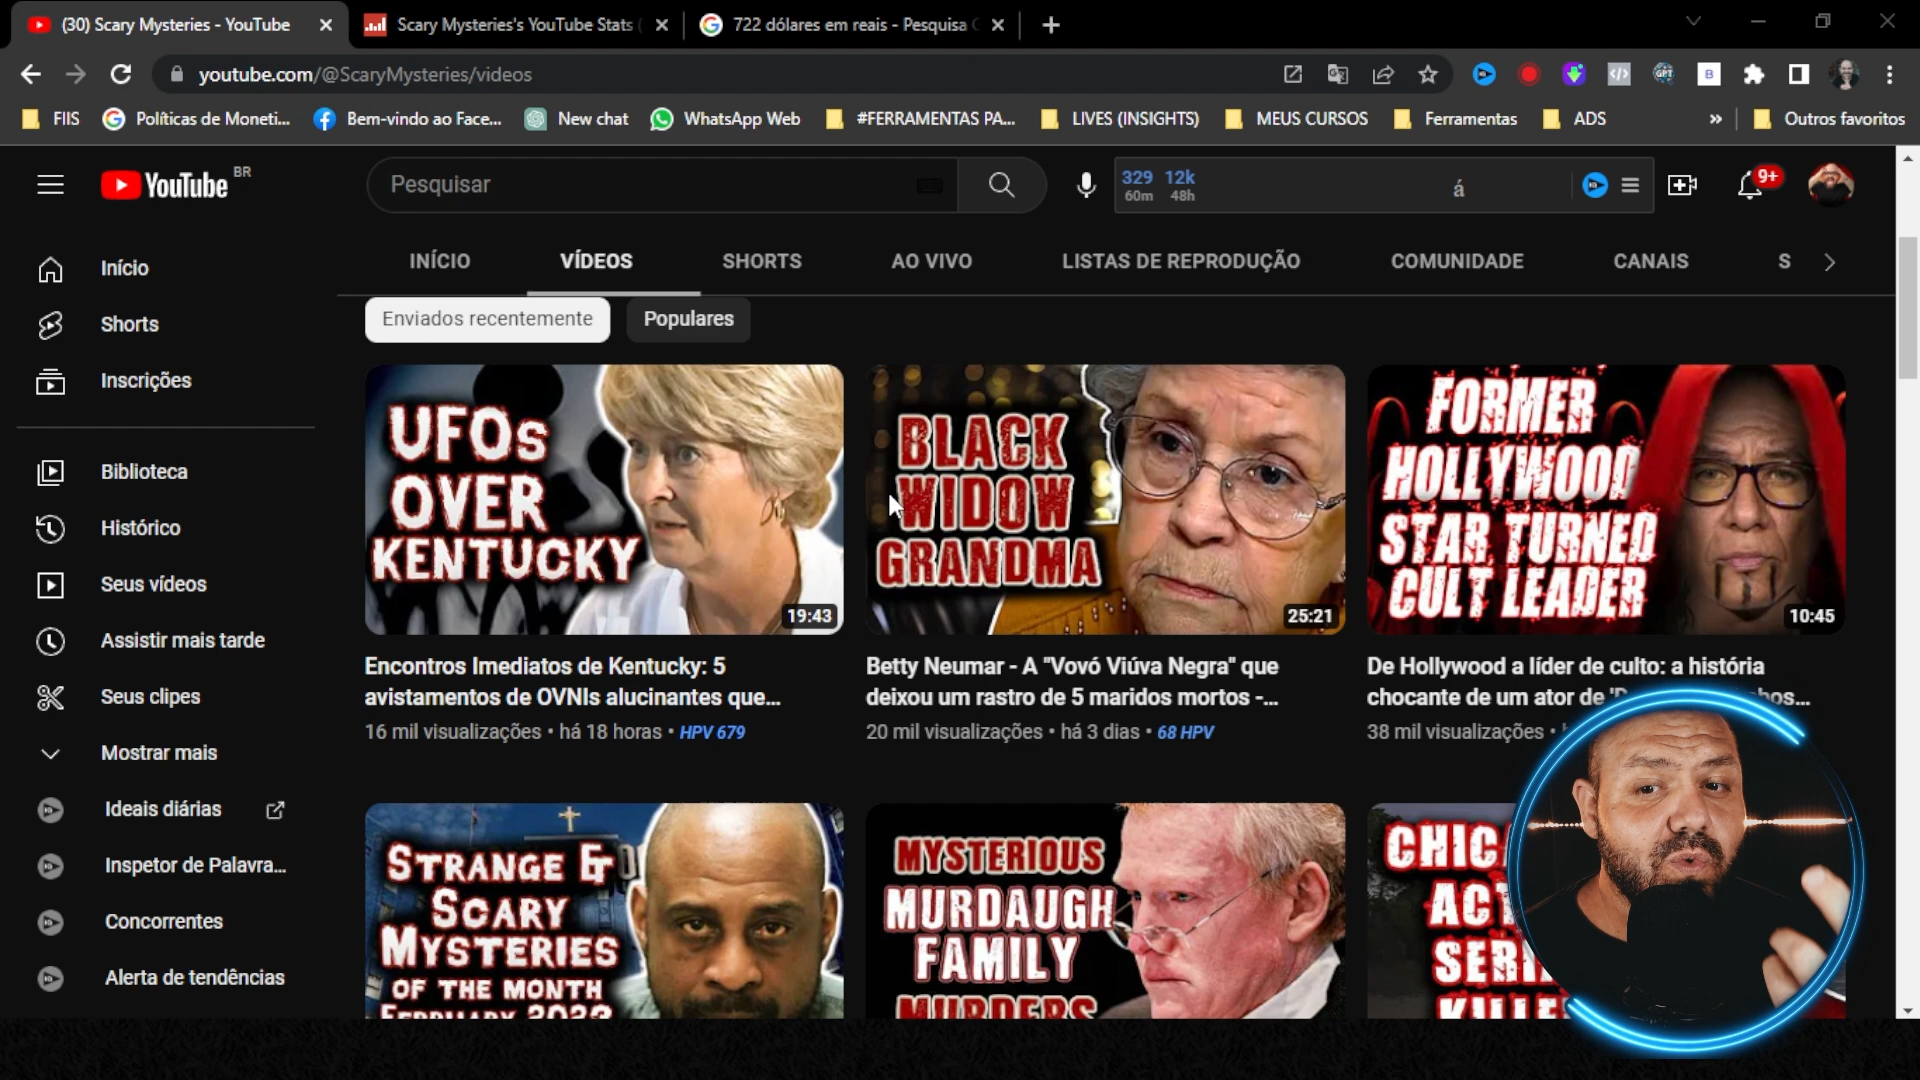 (30) Scary Mysteries - YouTube
Scary Mysteries's YouTube Stats (
722 dólares em reais - Pesquisa
youtube.com/@ScaryMysteries/videos
FIIS
Políticas de Moneti...
Bem-vindo ao Face...
New chat
WhatsApp Web
#FERRAMENTAS PA...
LIVES (INSIGHTS)
MEUS CURSOS
Ferramentas
ADS
»
Outros favoritos
YouTube BR
Pesquisar
329 12k
60m 48h
á
9+
INÍCIO
VÍDEOS
SHORTS
AO VIVO
LISTAS DE REPRODUÇÃO
COMUNIDADE
CANAIS
S
Enviados recentemente
Populares
Início
Shorts
Inscrições
Biblioteca
Histórico
Seus vídeos
Assistir mais tarde
Seus clipes
Mostrar mais
Ideais diárias
Inspetor de Palavra...
Concorrentes
Alerta de tendências
UFOs
OVER
KENTUCKY
19:43
Encontros Imediatos de Kentucky: 5
avistamentos de OVNIs alucinantes que...
16 mil visualizações • há 18 horas • HPV 679
BLACK
WIDOW
GRANDMA
25:21
Betty Neumar - A "Vovó Viúva Negra" que
deixou um rastro de 5 maridos mortos -...
20 mil visualizações • há 3 dias • 68 HPV
FORMER
HOLLYWOOD
STAR TURNED
CULT LEADER
10:45
De Hollywood a líder de culto: a história
chocante de um ator de
38 mil visualizações •
STRANGE &
SCARY
MYSTERIES
OF THE MONTH
FEBRUARY 2023
MYSTERIOUS
MURDAUGH
FAMILY
MURDERS